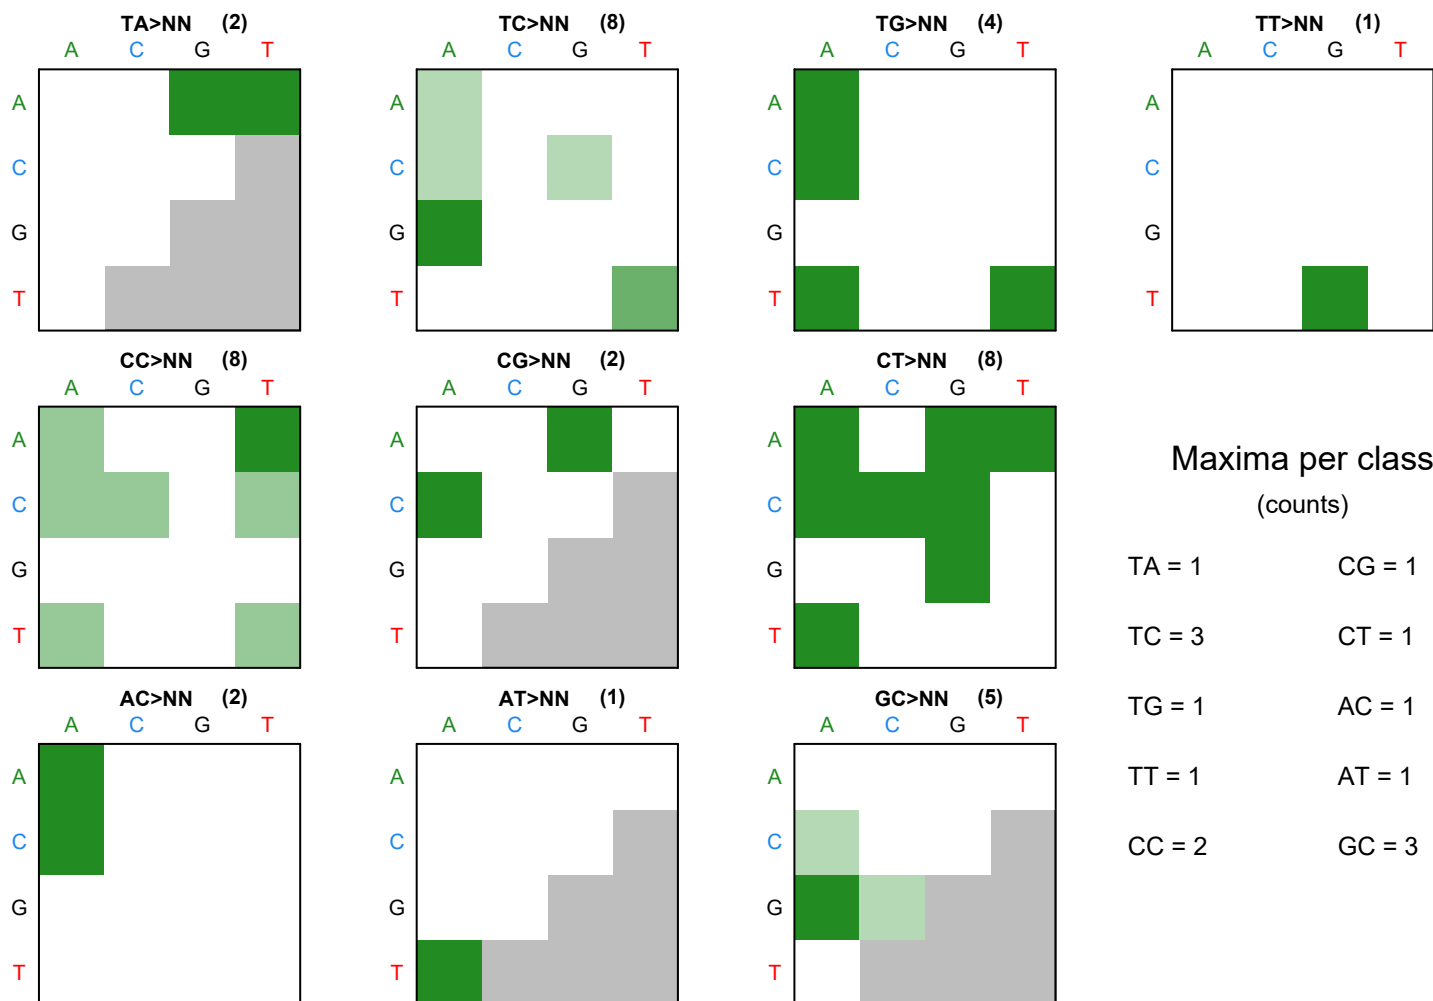 TA>NN (2) TC>NN (8) TG>NN (4) TT>NN (1)
A C G T A C G T A C G T A C G T
A A A A
C C C C
G G G G
T T T T
CC>NN (8) CG>NN (2) CT>NN (8)
A C G T A C G T A C G T
A A A
C C C
G G G
T T T
Maxima per class
(counts)
TA = 1 CG = 1
TC = 3 CT = 1
TG = 1 AC = 1
TT = 1 AT = 1
CC = 2 GC = 3
AC>NN (2) AT>NN (1) GC>NN (5)
A C G T A C G T A C G T
A A A
C C C
G G G
T T T